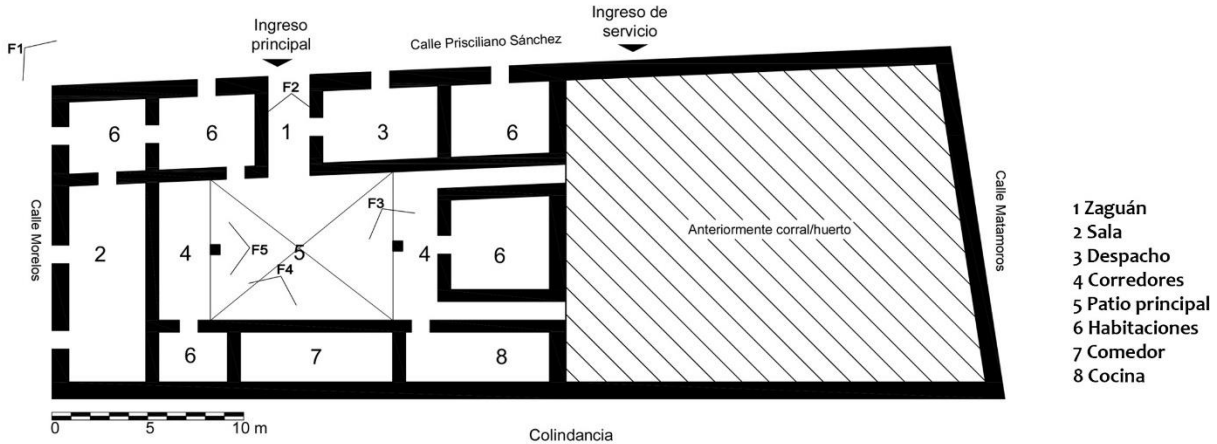 Ingreso
principal
Calle Prisciliano Sánchez
Ingreso de
servicio
F1
F2
6
6
1
3
6
Calle Morelos
2
4
F5
5
F4
F3
4
6
Anteriormente corral/huerto
Calle Matamoros
6
7
8
1 Zaguán
2 Sala
3 Despacho
4 Corredores
5 Patio principal
6 Habitaciones
7 Comedor
8 Cocina
0 5 10 m
Colindancia